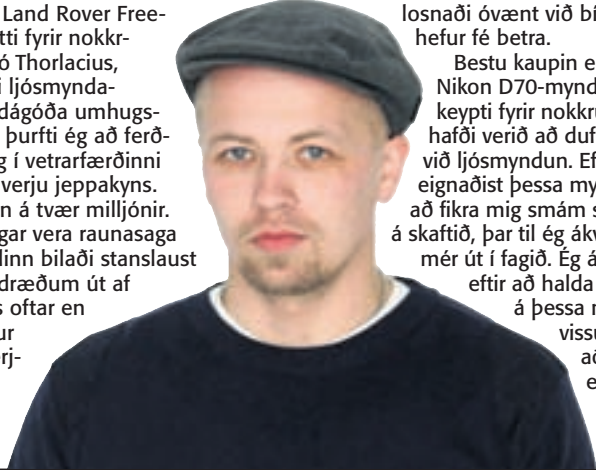 Land Rover Free-
tti fyrir nokkr-
ó Thorlacius,
i ljósmynda-
dágóða umhugs-
þurfti ég að ferð-
g í vetrarfærðinni
verju jeppakyns.
n á tvær milljónir.
gar vera raunasaga
linn bilaði stanslaust
dræðum út af
s oftar en
ur
rj-
losnaði óvænt við bí
hefur fé betra.
Bestu kaupin e
Nikon D70-mynd
keypti fyrir nokkru
hafði verið að duf
við ljósmyndun. Ef
eignaðist þessa my
að fikra mig smám s
á skaftið, þar til ég ákv
mér út í fagið. Ég á
eftir að halda
á þessa m
vissu
að
e